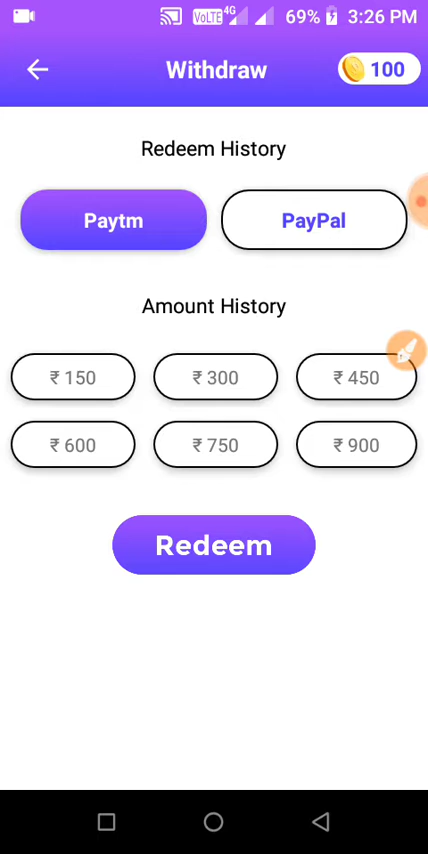 VoLTE 4G 69% 3:26 PM
Withdraw 100
Redeem History
Paytm PayPal
Amount History
₹ 150 ₹ 300 ₹ 450
₹ 600 ₹ 750 ₹ 900
Redeem